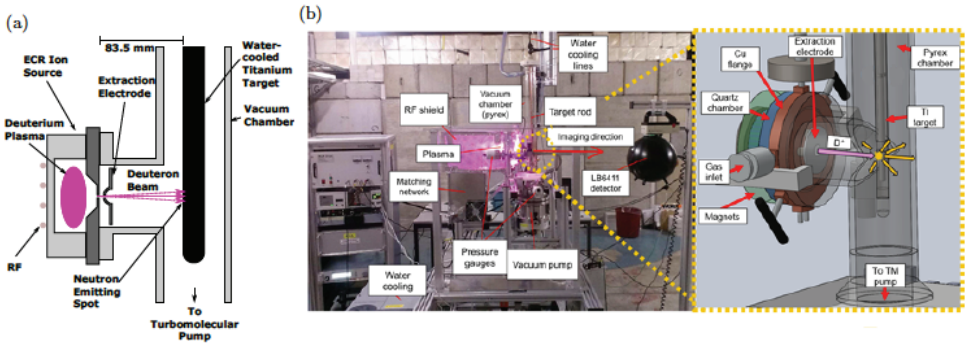 (a)
83.5 mm
ECR Ion
Source
Extraction
Electrode
Deuterium
Plasma
Water-
cooled
Titanium
Target
Vacuum
Chamber
Deuteron
Beam
RF
Neutron
Emitting
Spot
To
Turbomolecular
Pump
(b)
Water
cooling
lines
Vacuum
chamber
(pyrex)
RF shield
Target rod
Imaging direction
Plasma
LB6411
detector
Matching
network
Pressure
gauges
Vacuum pump
Water
cooling
Extraction
electrode
Cu
flange
Pyrex
chamber
Quartz
chamber
Ti
target
D⁺
Gas
inlet
Magnets
To TM
pump